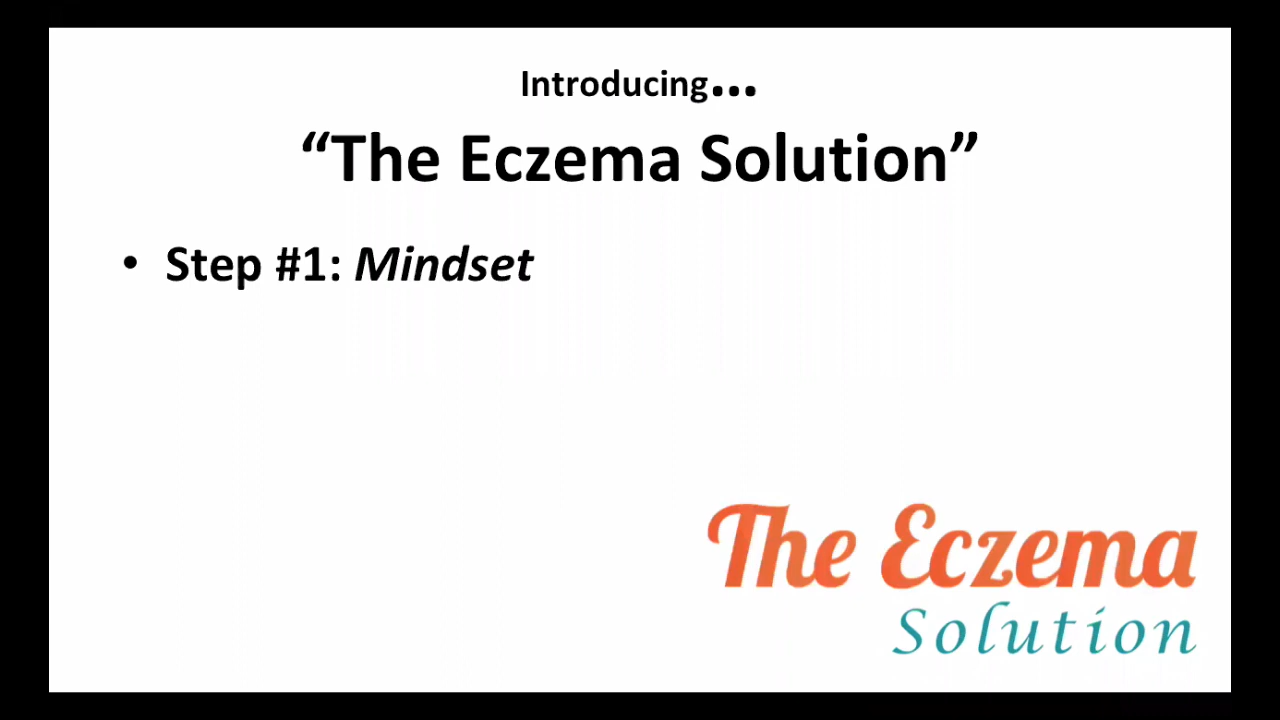 Introducing...
“The Eczema Solution”
• Step #1: Mindset
The Eczema
Solution